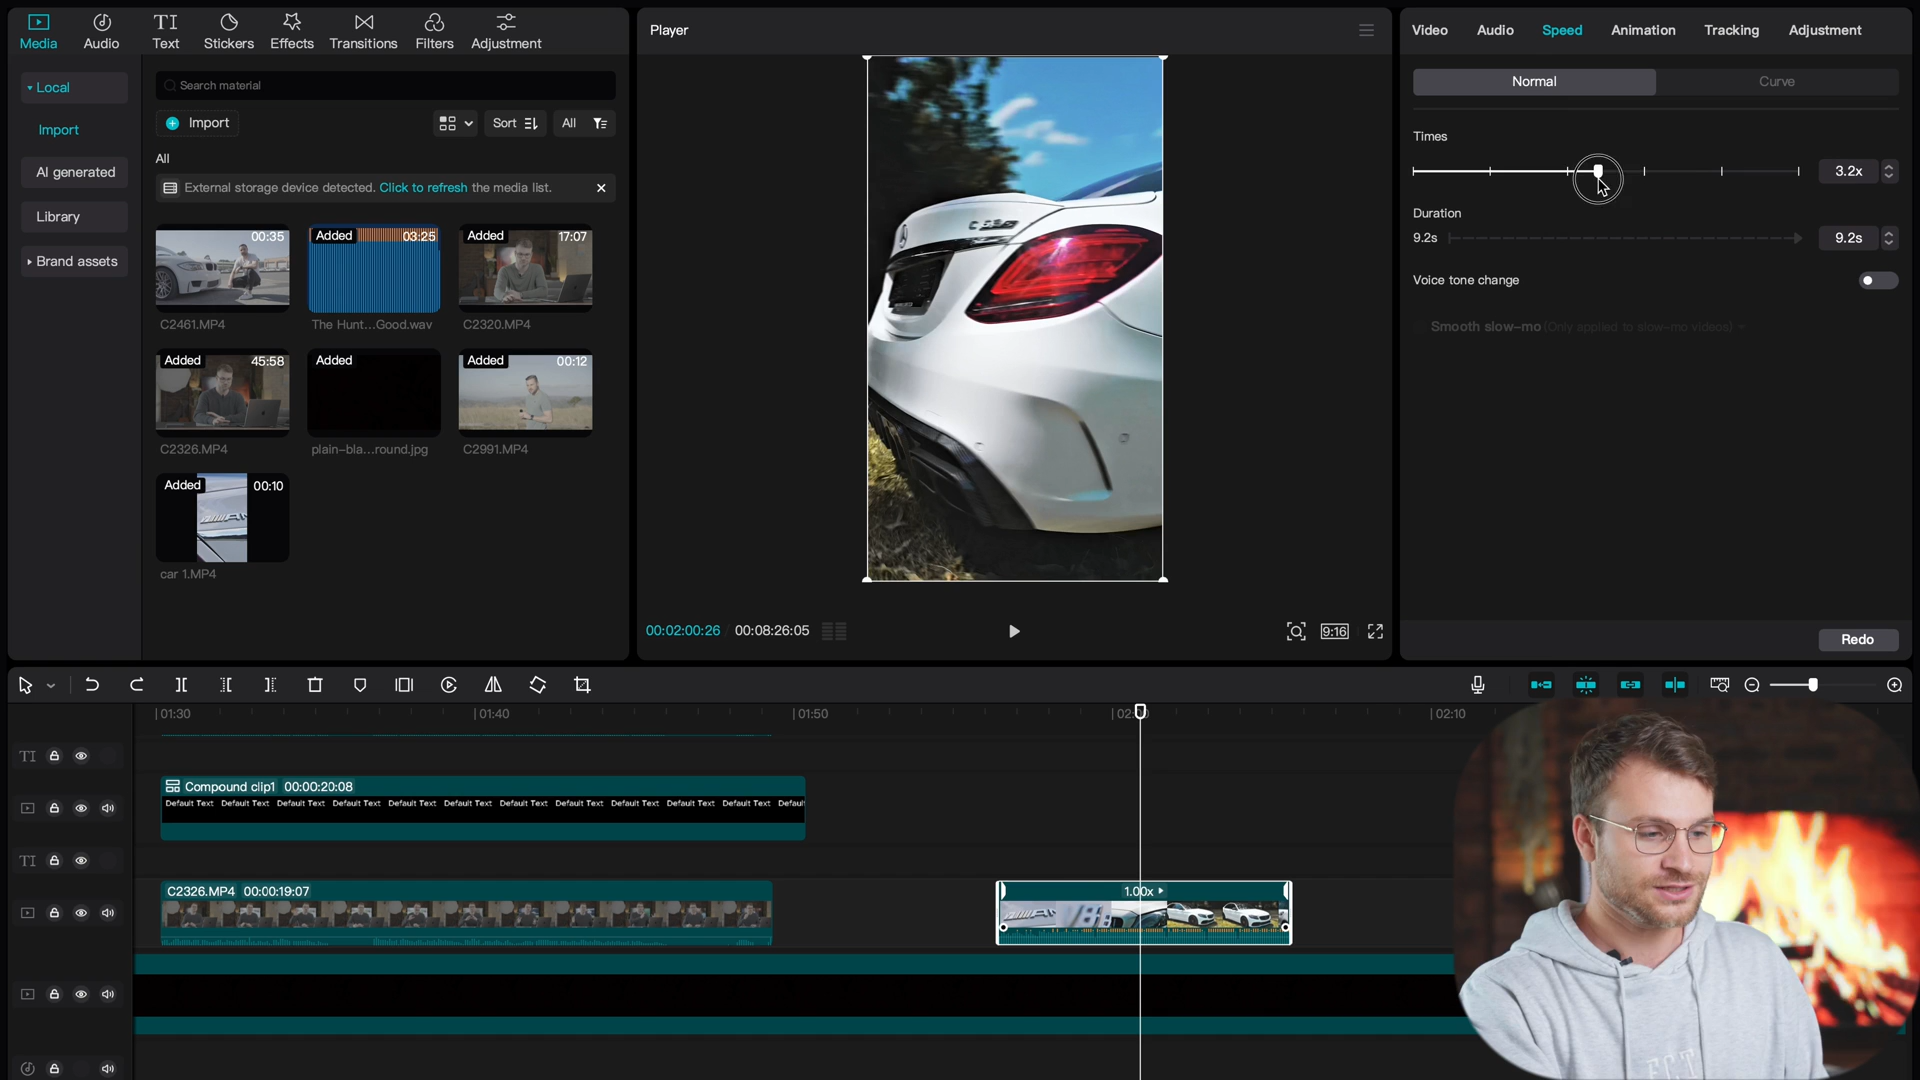 Media
Audio
Text
Stickers
Effects
Transitions
Filters
Adjustment
Local
Import
AI generated
Library
Brand assets
Search material
Import
Sort
All
All
External storage device detected. Click to refresh the media list.
00:35
C2461.MP4
Added 03:25
The Hunt...Good.wav
Added 17:07
C2320.MP4
Added 45:58
C2326.MP4
Added
plain-bla...round.jpg
Added 00:12
C2991.MP4
Added 00:10
car 1.MP4
Player
00:02:00:26 00:08:26:05
9:16
Video
Audio
Speed
Animation
Tracking
Adjustment
Normal
Curve
Times
3.2x
Duration
9.2s
9.2s
Voice tone change
Smooth slow-mo (Only applied to slow-mo videos)
Redo
01:30
01:40
01:50
02:00
02:10
TI
Compound clip1 00:00:20:08
Default Text Default Text Default Text Default Text Default Text Default Text Default Text Default Text Default Text Default Text Default Text Defaul
TI
C2326.MP4 00:00:19:07
1.00x